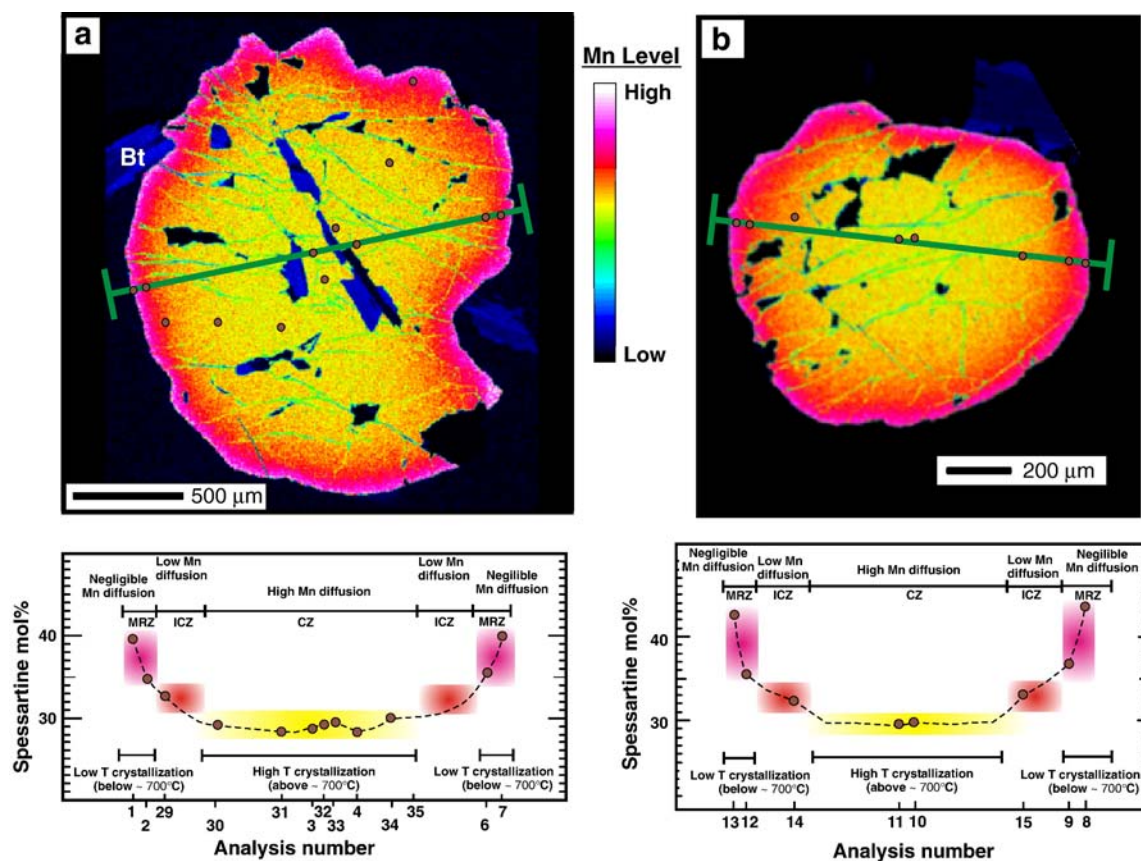 a
Bt
500 μm
Mn Level
High
Low
b
200 μm
Negligible
Mn diffusion
Low Mn
diffusion
High Mn diffusion
Low Mn
diffusion
Neglibile
Mn diffusion
MRZ
ICZ
CZ
ICZ
MRZ
Spessartine mol%
40
30
Low T crystallization
(below ~ 700°C)
High T crystallization
(above ~ 700°C)
Low T crystallization
(below ~ 700°C)
1 29 32 4 35 7
2 30 31 3 33 34 6
Analysis number
Negligible
Mn diffusion
Low Mn
diffusion
High Mn diffusion
Low Mn
diffusion
Neglibile
Mn diffusion
MRZ
ICZ
CZ
ICZ
MRZ
Spessartine mol%
40
30
Low T crystallization
(below ~ 700°C)
High T crystallization
(above ~ 700°C)
Low T crystallization
(below ~ 700°C)
13 12 14 11 10 15 9 8
Analysis number